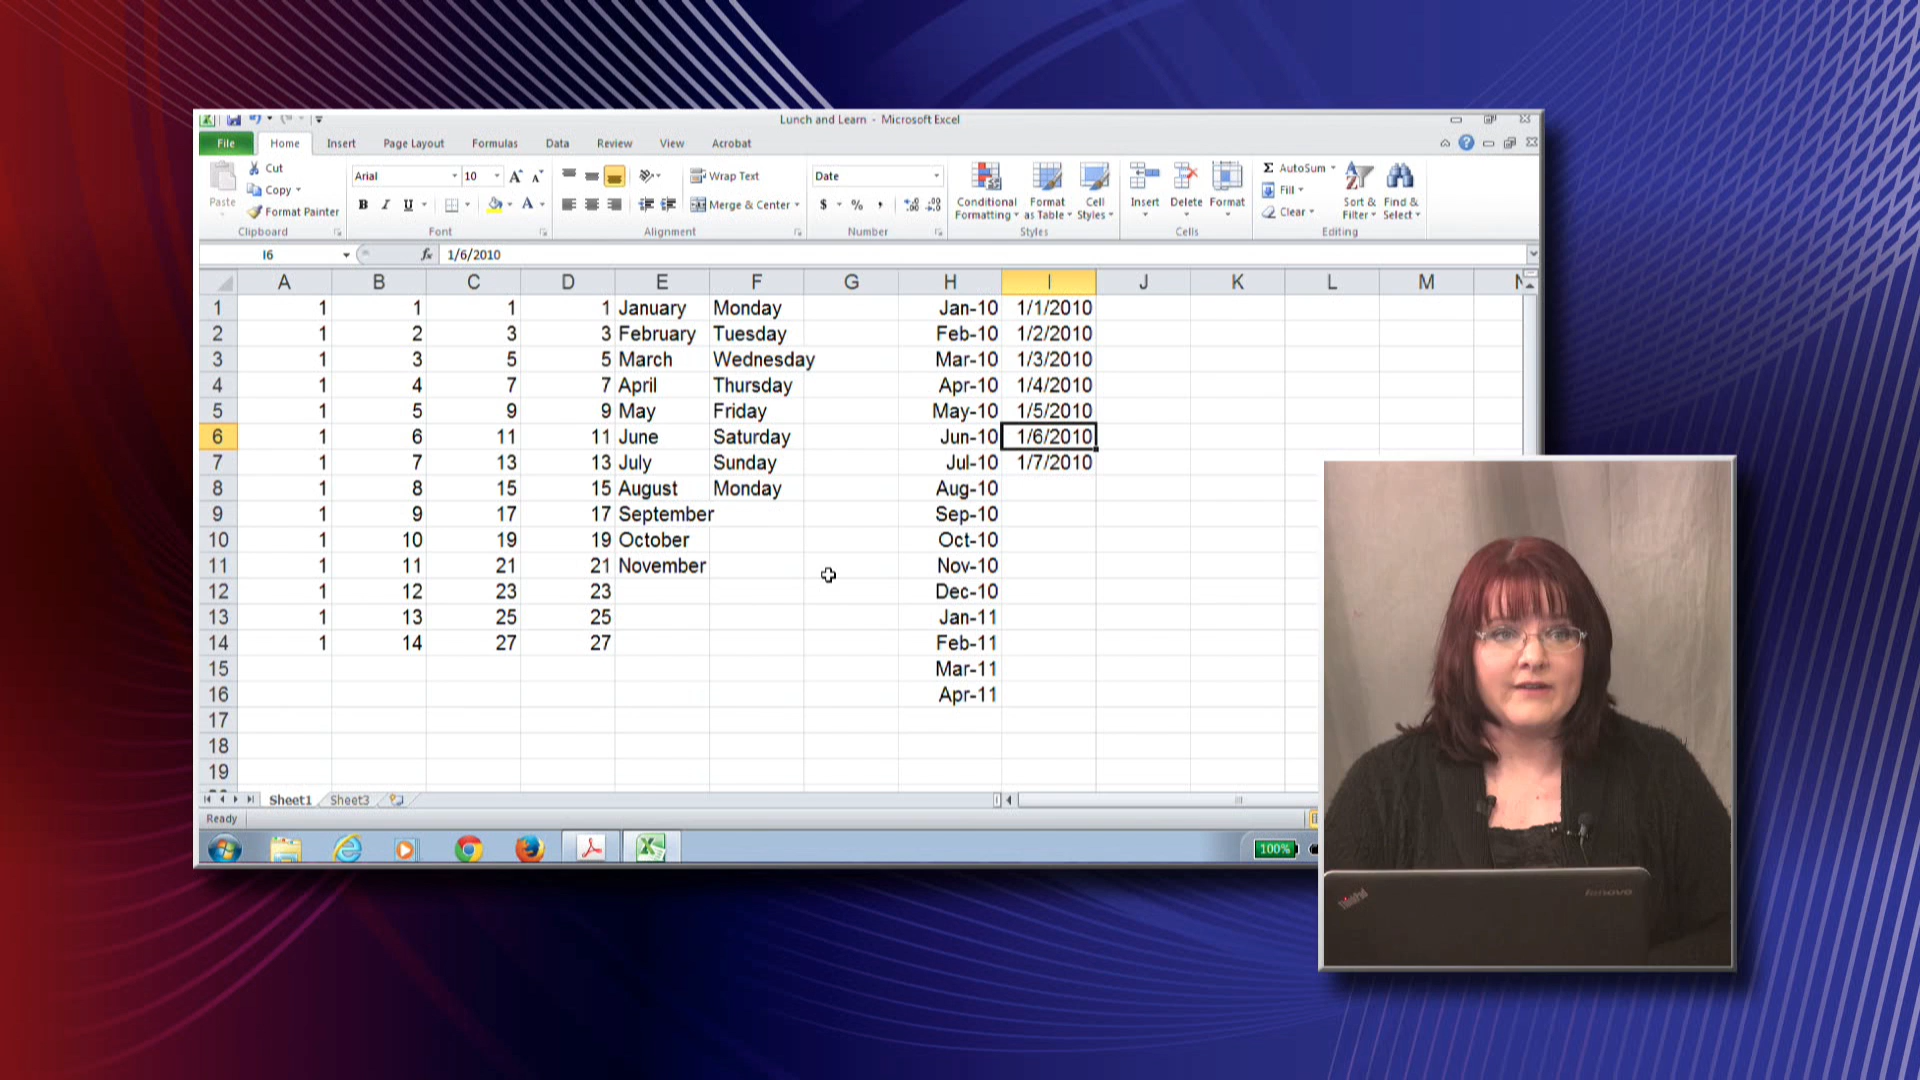 Lunch and Learn - Microsoft Excel
File Home Insert Page Layout Formulas Data Review View Acrobat
Paste
Cut
Copy
Format Painter
Clipboard
Arial 10
B I U
Font
Wrap Text
Merge & Center
Alignment
Date
$ % ,
Number
Conditional Formatting
Format as Table
Cell Styles
Styles
Insert
Delete
Format
Cells
Σ AutoSum
Fill
Clear
Sort & Filter
Find & Select
Editing
I6 fx 1/6/2010
A B C D E F G H I J K L M N
1 1 1 1 1 January Monday Jan-10 1/1/2010
2 1 2 3 3 February Tuesday Feb-10 1/2/2010
3 1 3 5 5 March Wednesday Mar-10 1/3/2010
4 1 4 7 7 April Thursday Apr-10 1/4/2010
5 1 5 9 9 May Friday May-10 1/5/2010
6 1 6 11 11 June Saturday Jun-10 1/6/2010
7 1 7 13 13 July Sunday Jul-10 1/7/2010
8 1 8 15 15 August Monday Aug-10
9 1 9 17 17 September Sep-10
10 1 10 19 19 October Oct-10
11 1 11 21 21 November Nov-10
12 1 12 23 23 Dec-10
13 1 13 25 25 Jan-11
14 1 14 27 27 Feb-11
15 Mar-11
16 Apr-11
17
18
19
Sheet1 Sheet3
Ready
100%
ThinkPad
lenovo